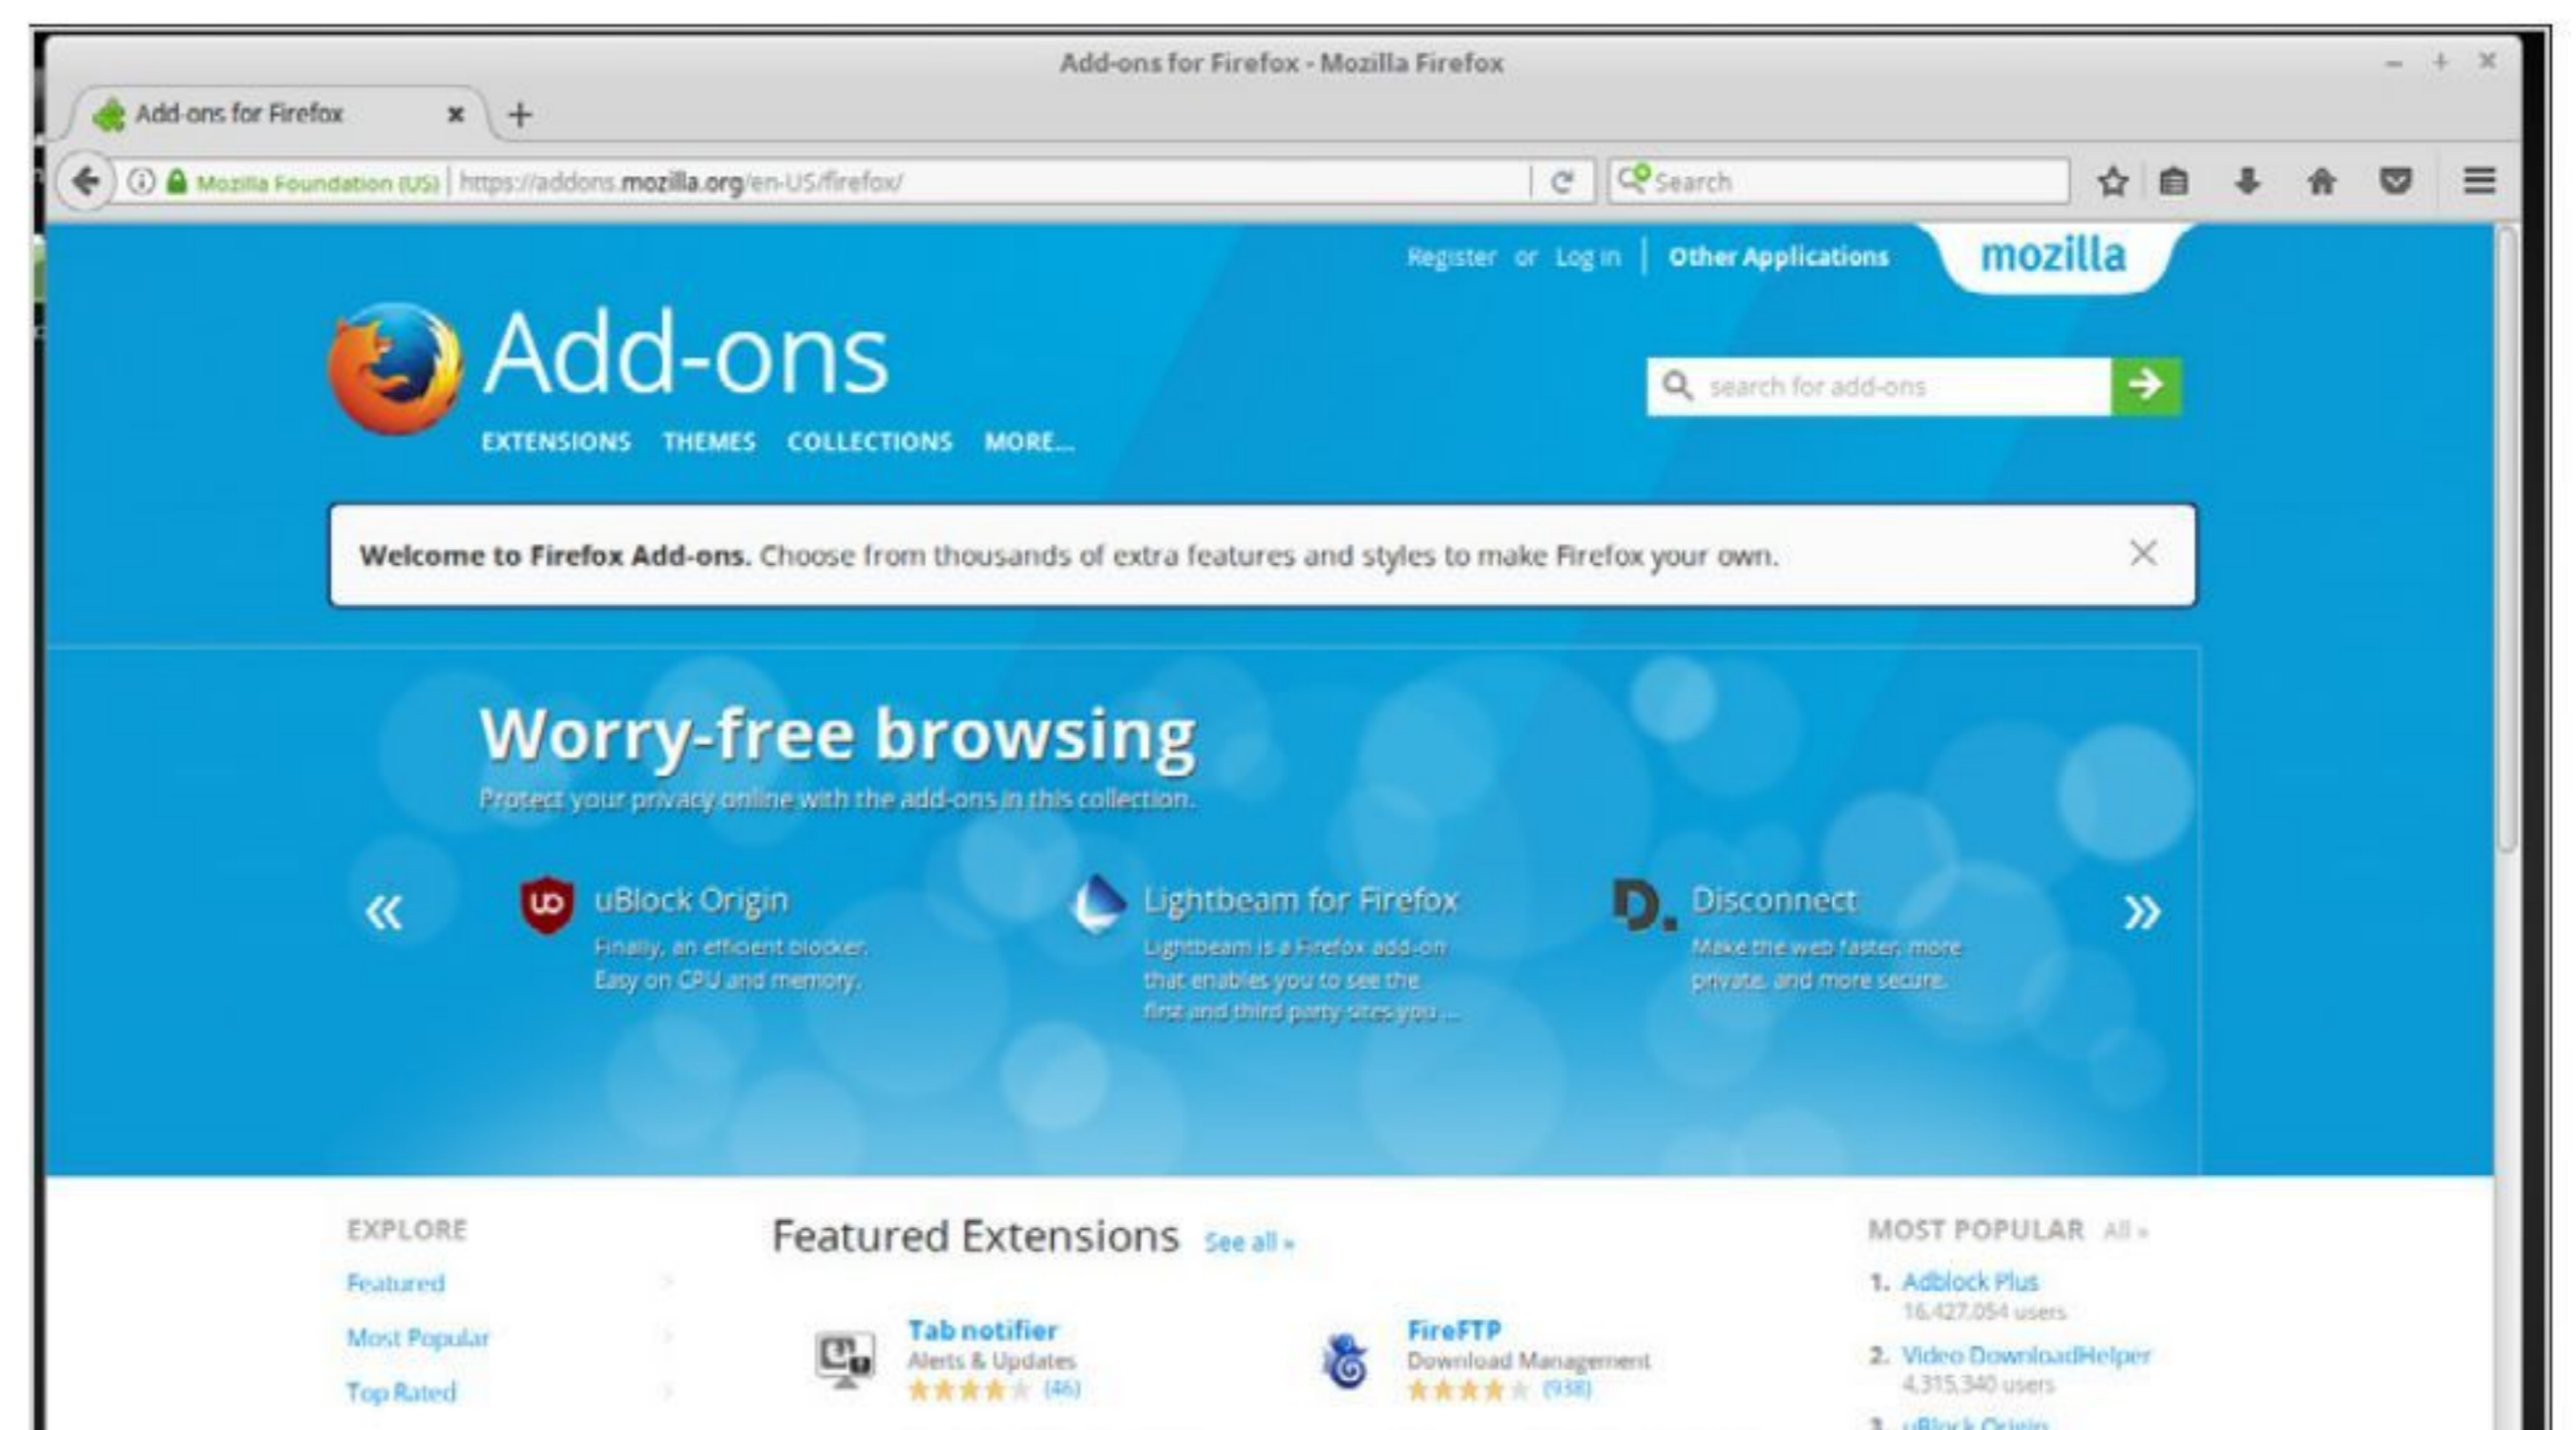 Add-ons for Firefox - Mozilla Firefox
Add-ons for Firefox
Mozilla Foundation (US) https://addons.mozilla.org/en-US/firefox/
Search
Register or Log in Other Applications
mozilla
Add-ons
search for add-ons
EXTENSIONS THEMES COLLECTIONS MORE...
Welcome to Firefox Add-ons. Choose from thousands of extra features and styles to make Firefox your own.
Worry-free browsing
Protect your privacy online with the add-ons in this collection.
uBlock Origin
Finally, an efficient blocker.
Easy on CPU and memory.
Lightbeam for Firefox
Lightbeam is a Firefox add-on
that enables you to see the
first and third party sites you ...
Disconnect
Make the web faster, more
private, and more secure.
EXPLORE
Featured
Most Popular
Top Rated
Featured Extensions See all »
Tab notifier
Alerts & Updates
(46)
FireFTP
Download Management
(938)
MOST POPULAR All »
1. Adblock Plus
16,427,054 users
2. Video DownloadHelper
4,315,340 users
3. uBlock Origin